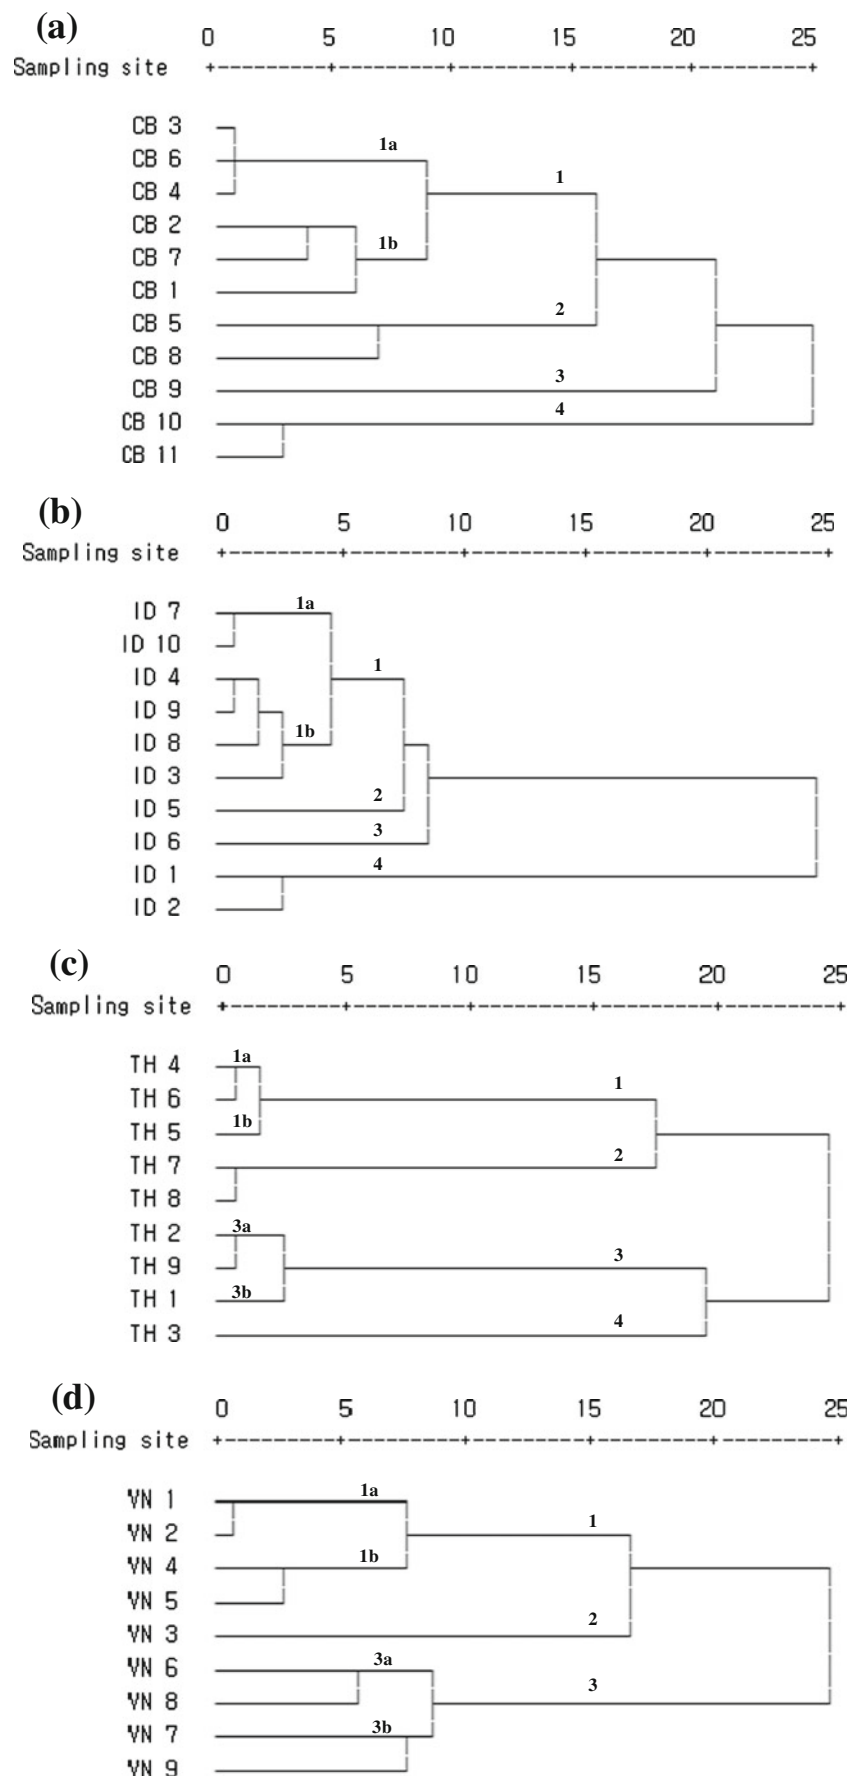 (a)
0 5 10 15 20 25
Sampling site
CB 3
1a
CB 6
1
CB 4
CB 2
1b
CB 7
CB 1
2
CB 5
CB 8
3
CB 9
4
CB 10
CB 11
(b)
0 5 10 15 20 25
Sampling site
1a
ID 7
ID 10
1
ID 4
ID 9
1b
ID 8
ID 3
2
ID 5
3
ID 6
4
ID 1
ID 2
(c)
0 5 10 15 20 25
Sampling site
1a
TH 4
1
TH 6
1b
TH 5
2
TH 7
TH 8
3a
TH 2
3
TH 9
3b
TH 1
4
TH 3
(d)
0 5 10 15 20 25
Sampling site
1a
VN 1
1
VN 2
1b
VN 4
VN 5
2
VN 3
3a
VN 6
3
VN 8
3b
VN 7
VN 9